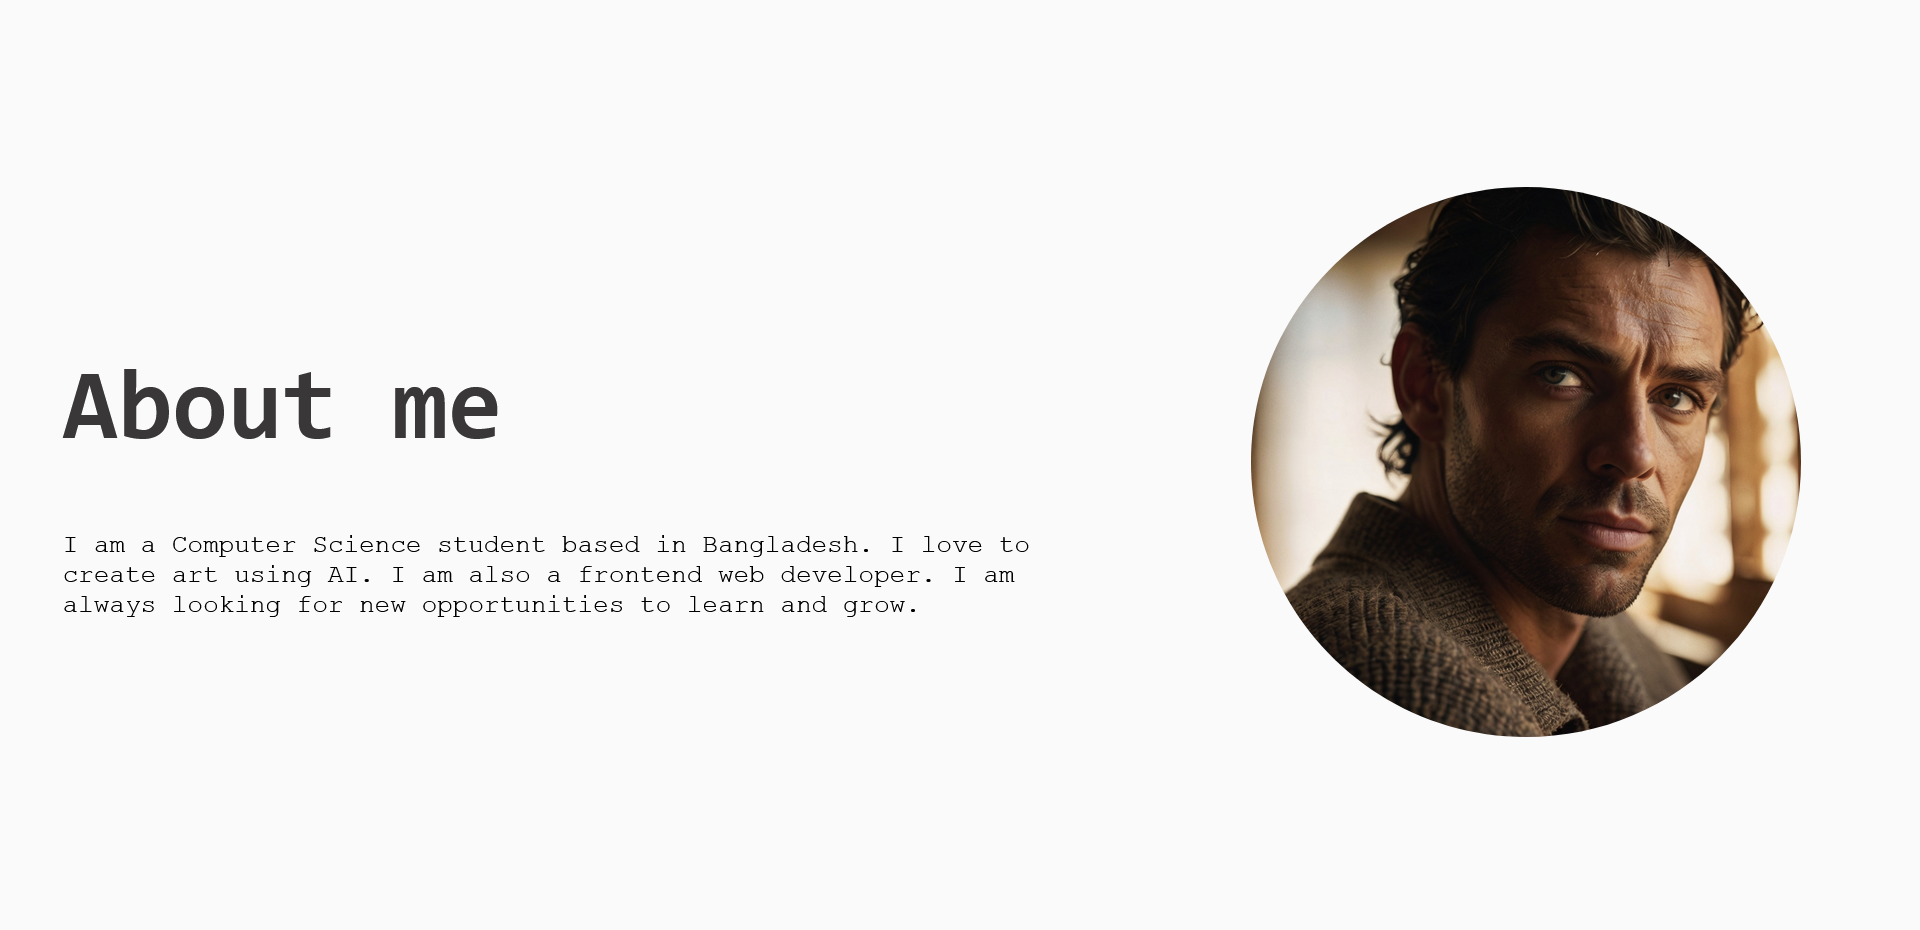 About me
I am a Computer Science student based in Bangladesh. I love to
create art using AI. I am also a frontend web developer. I am
always looking for new opportunities to learn and grow.